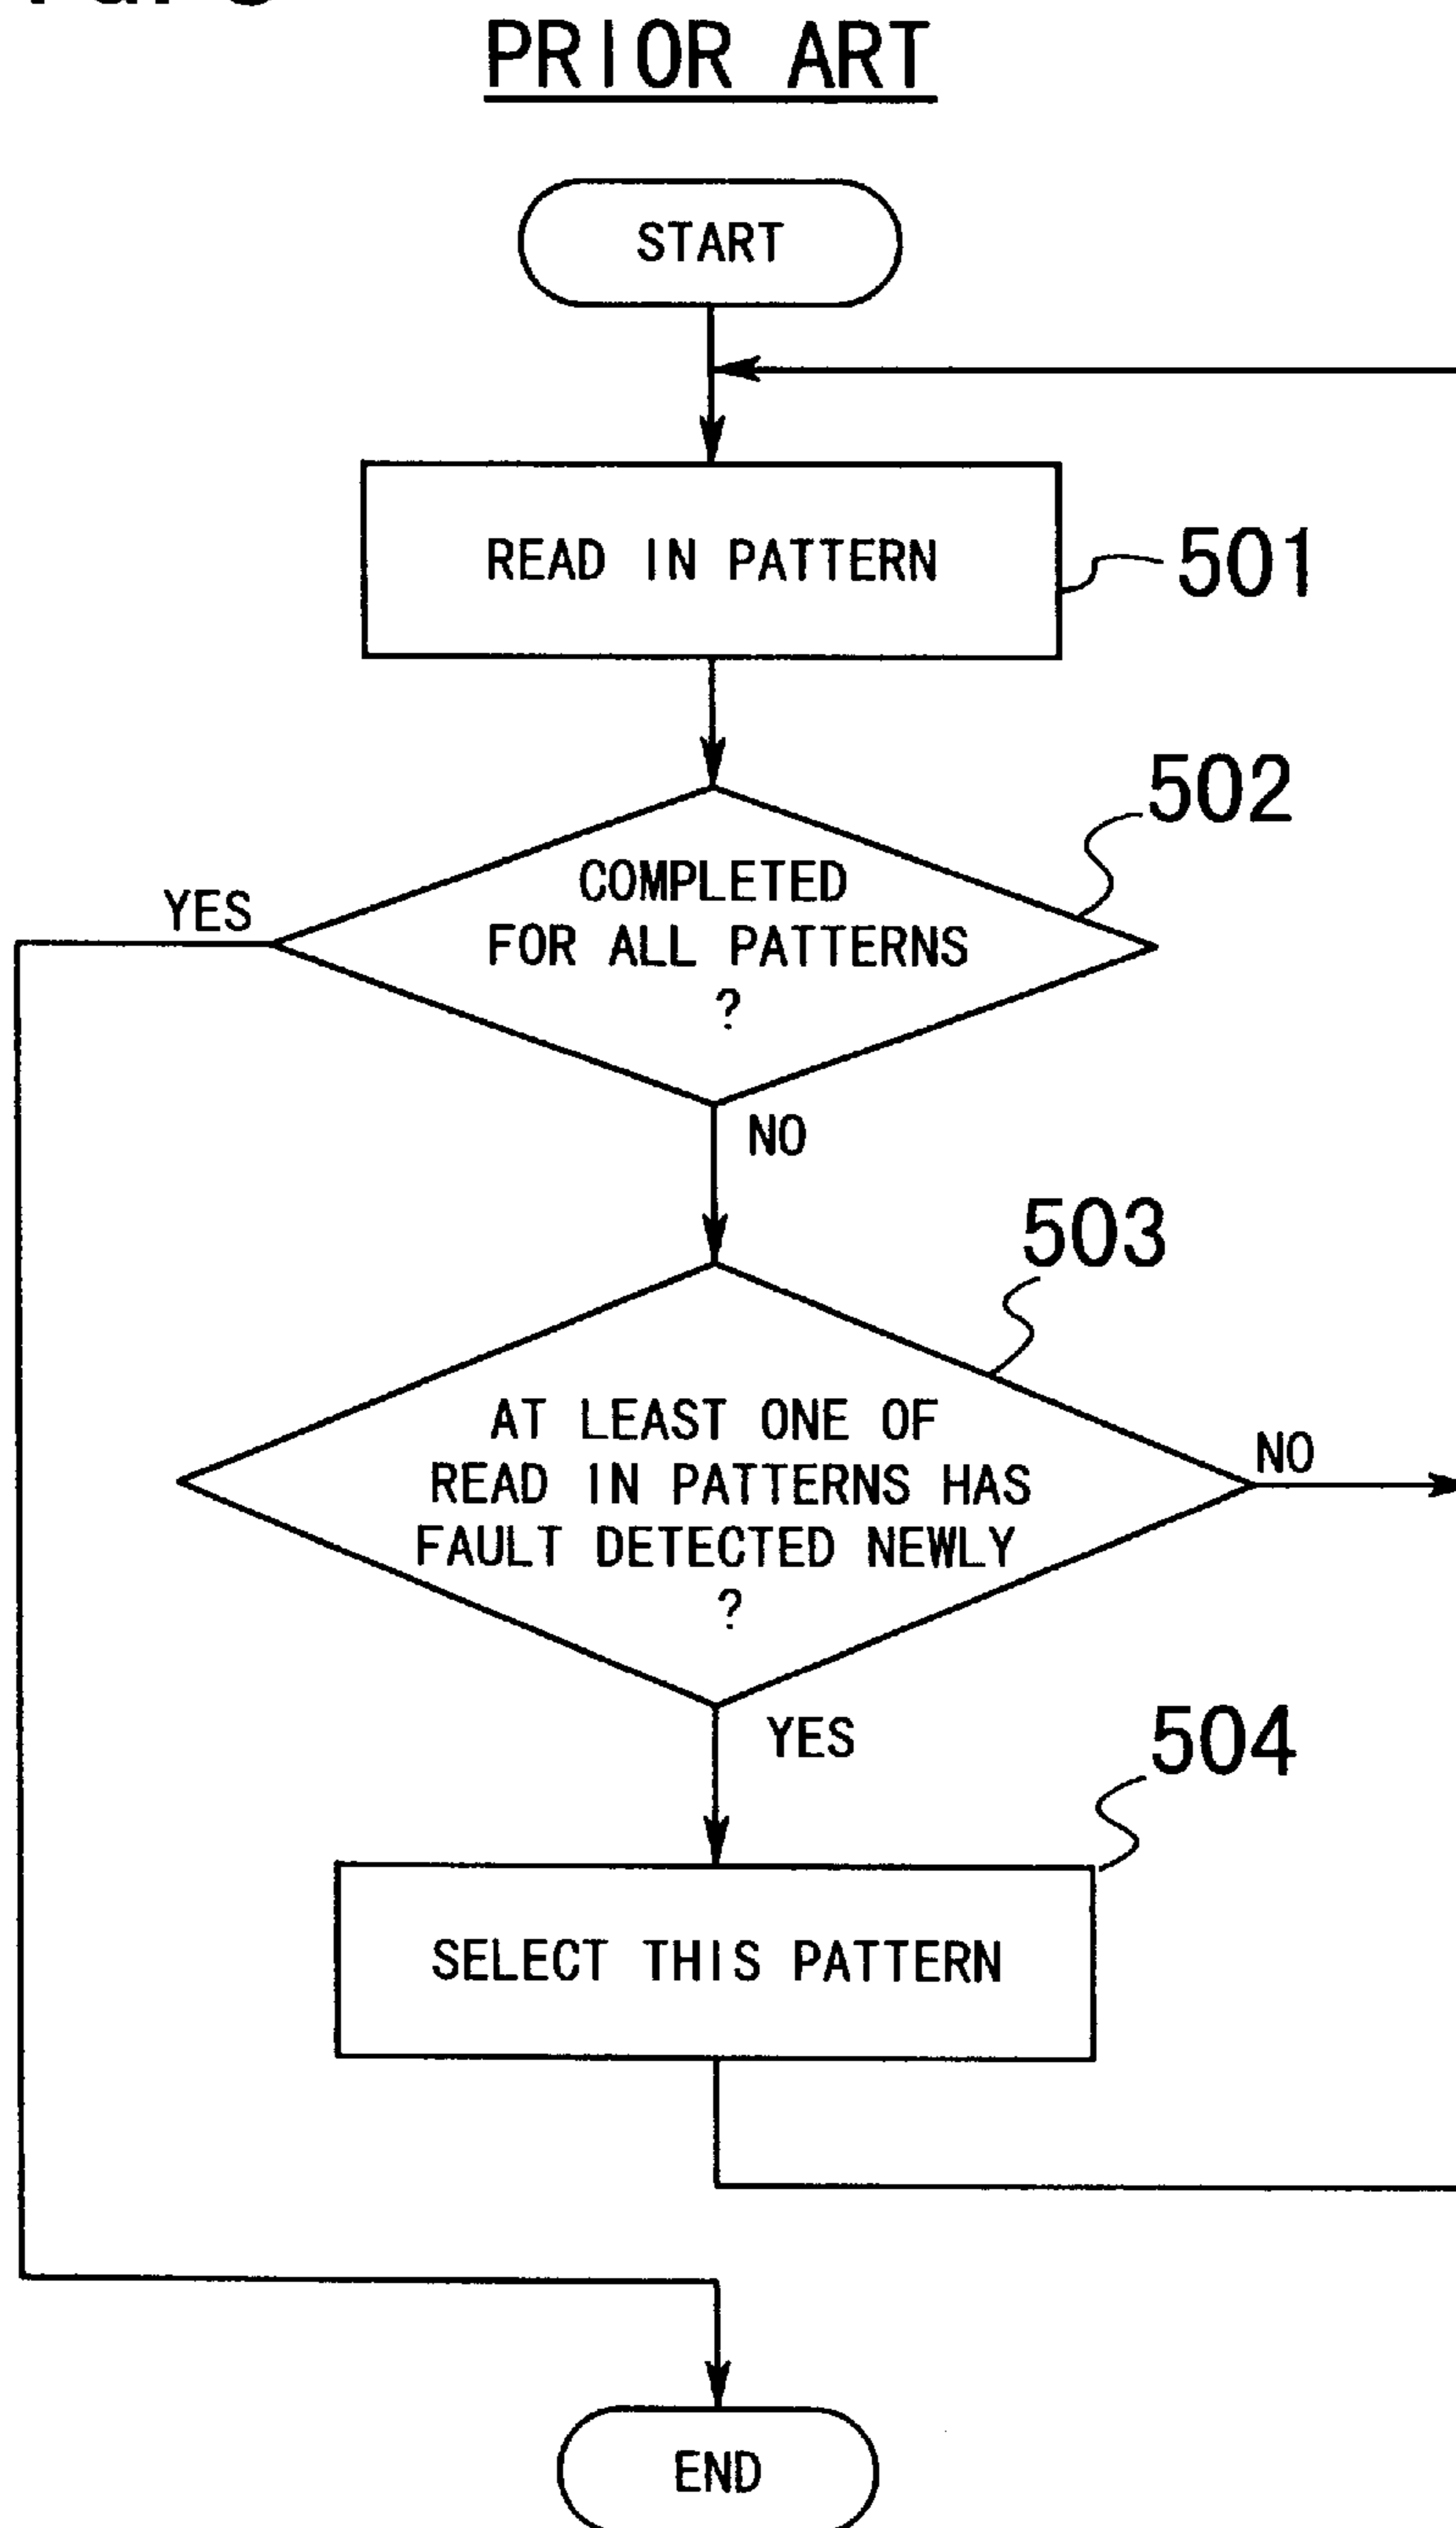 PRIOR ART
START
READ IN PATTERN
501
502
COMPLETED
FOR ALL PATTERNS
?
YES
NO
503
AT LEAST ONE OF
READ IN PATTERNS HAS
FAULT DETECTED NEWLY
?
NO
YES
504
SELECT THIS PATTERN
END